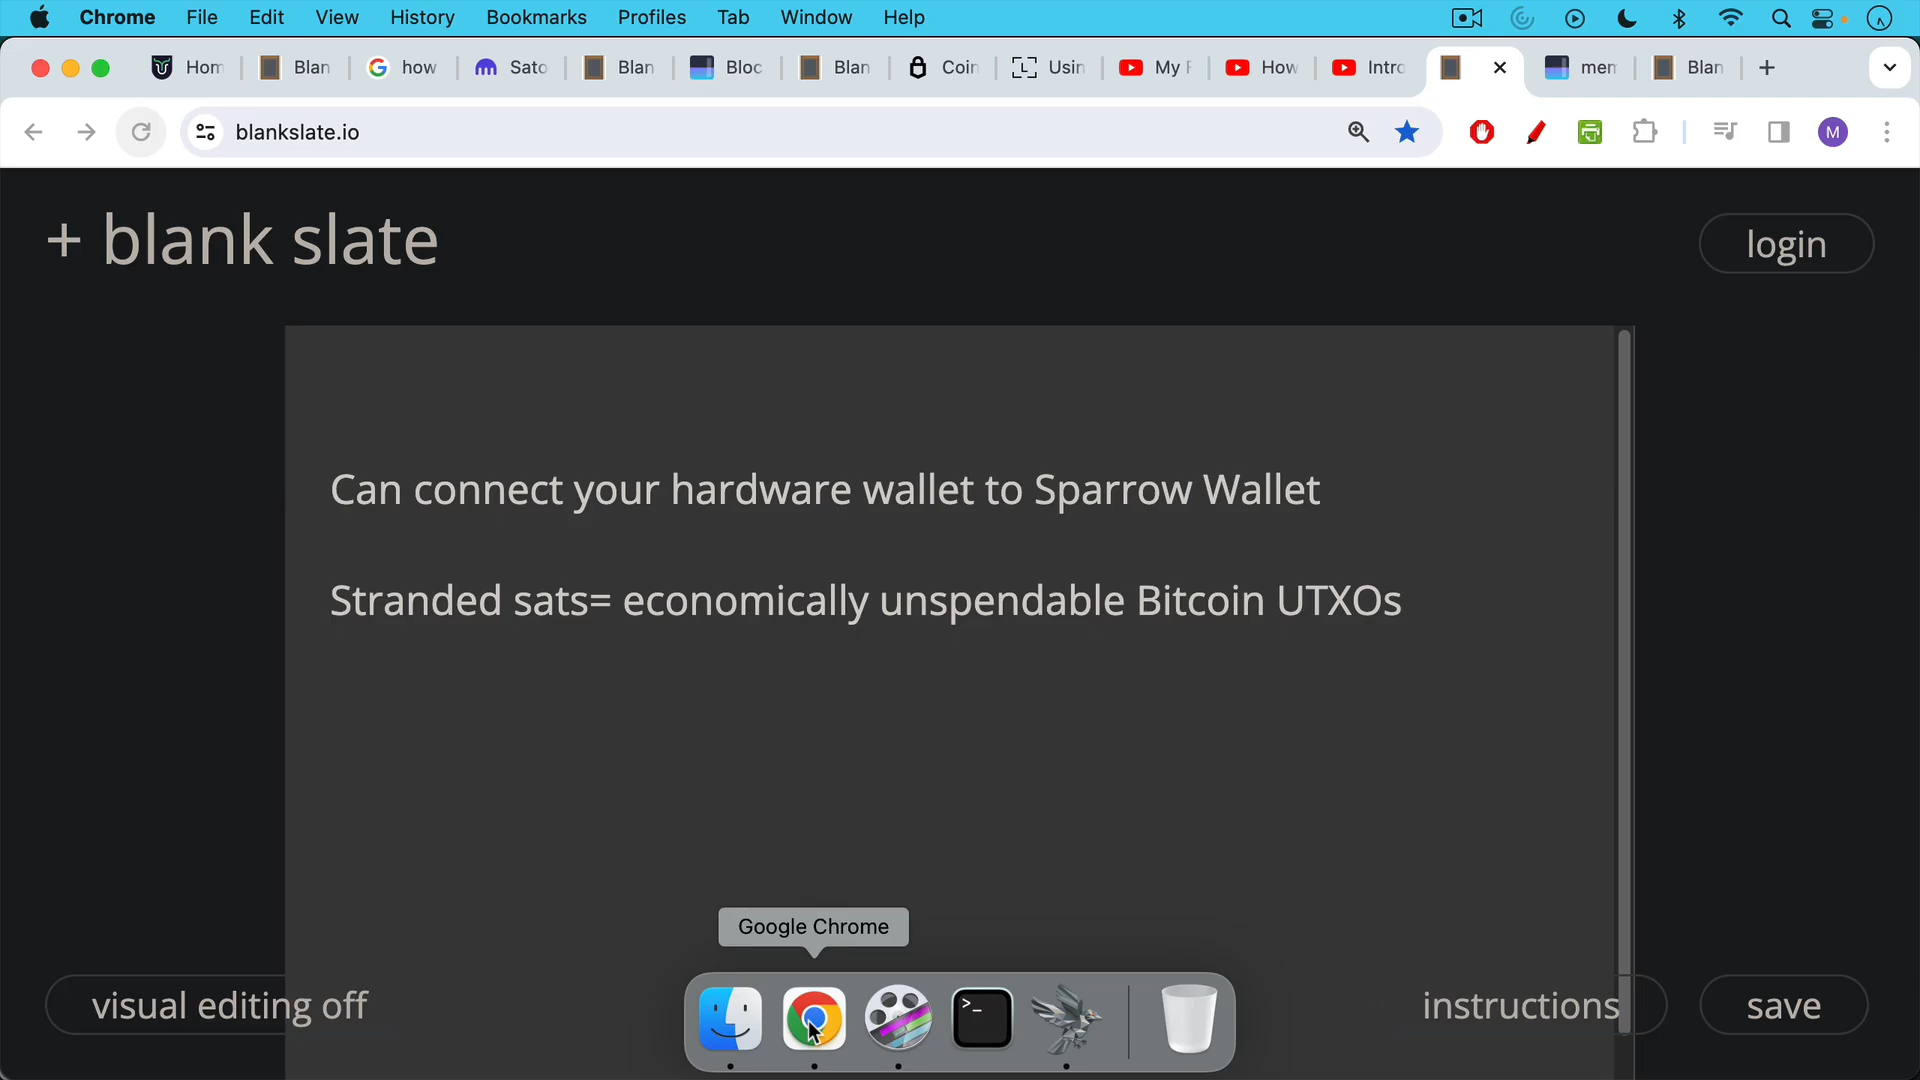 Chrome File Edit View History Bookmarks Profiles Tab Window Help
Hom Blan how Sato Blan Bloc Blan Coin Usin My How Intro mem Blan
blankslate.io
M
+ blank slate
login
Can connect your hardware wallet to Sparrow Wallet
Stranded sats= economically unspendable Bitcoin UTXOs
Google Chrome
visual editing off
instructions
save